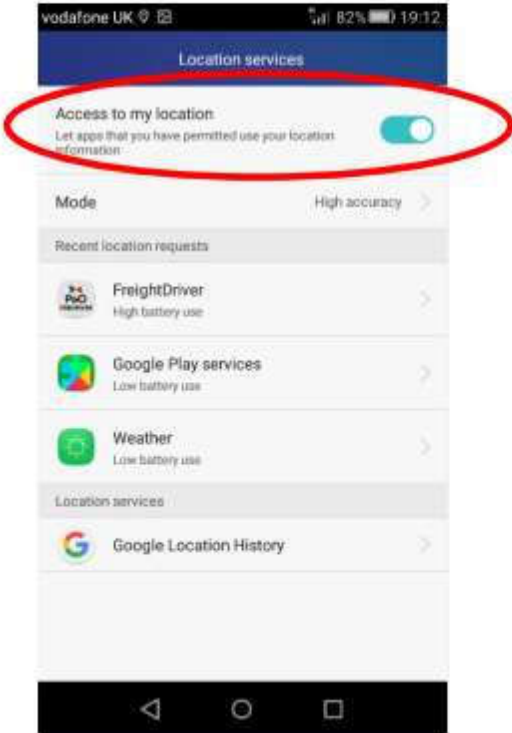 vodafone UK 82% 19:12
Location services
Access to my location
Let apps that you have permitted use your location
information
Mode High accuracy
Recent location requests
FreightDriver
High battery use
P&O
Google Play services
Low battery use
Weather
Low battery use
Location services
G
Google Location History